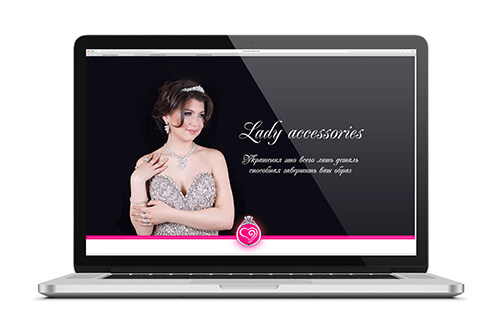 Lady accessories
Украшения это всего лишь деталь
способная завершить ваш образ